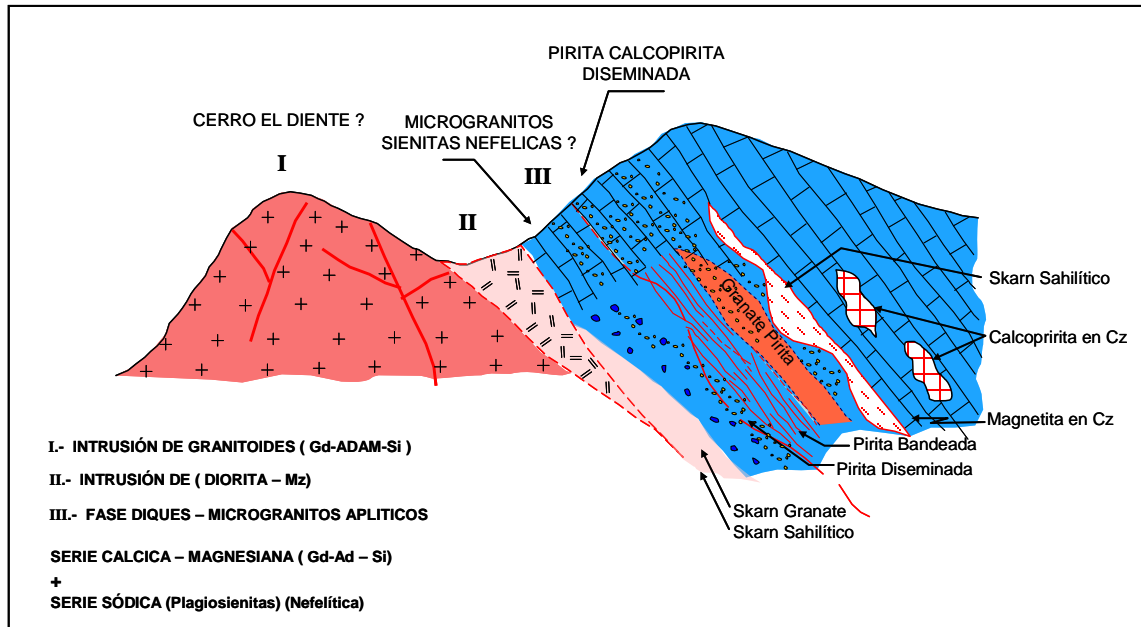 PIRITA CALCOPIRITA
DISEMINADA
CERRO EL DIENTE ?
MICROGRANITOS
SIENITAS NEFELICAS ?
I
II
III
Granate Pirita
Skarn Sahilítico
Calcopririta en Cz
Magnetita en Cz
Pirita Bandeada
Pirita Diseminada
Skarn Granate
Skarn Sahilítico
I.- INTRUSIÓN DE GRANITOIDES ( Gd-ADAM-Si )
II.- INTRUSIÓN DE ( DIORITA – Mz)
III.- FASE DIQUES – MICROGRANITOS APLITICOS
SERIE CALCICA – MAGNESIANA ( Gd-Ad – Si)
+
SERIE SÓDICA (Plagiosienitas) (Nefelítica)